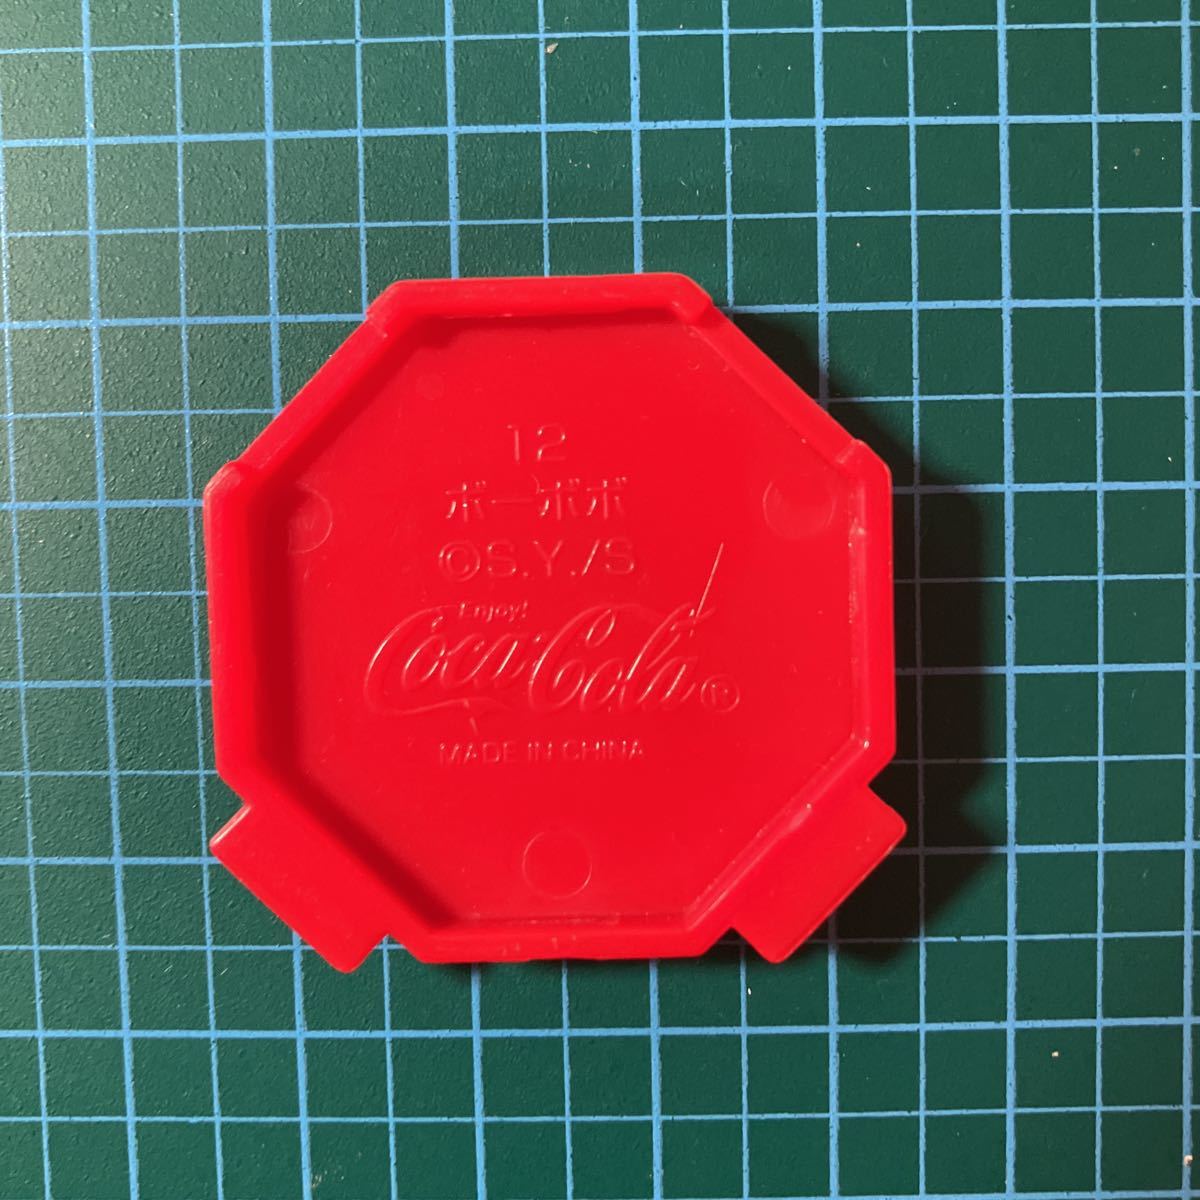 12
ボーボボ
©S.Y./S
Enjoy!
Coca-Cola®
MADE IN CHINA